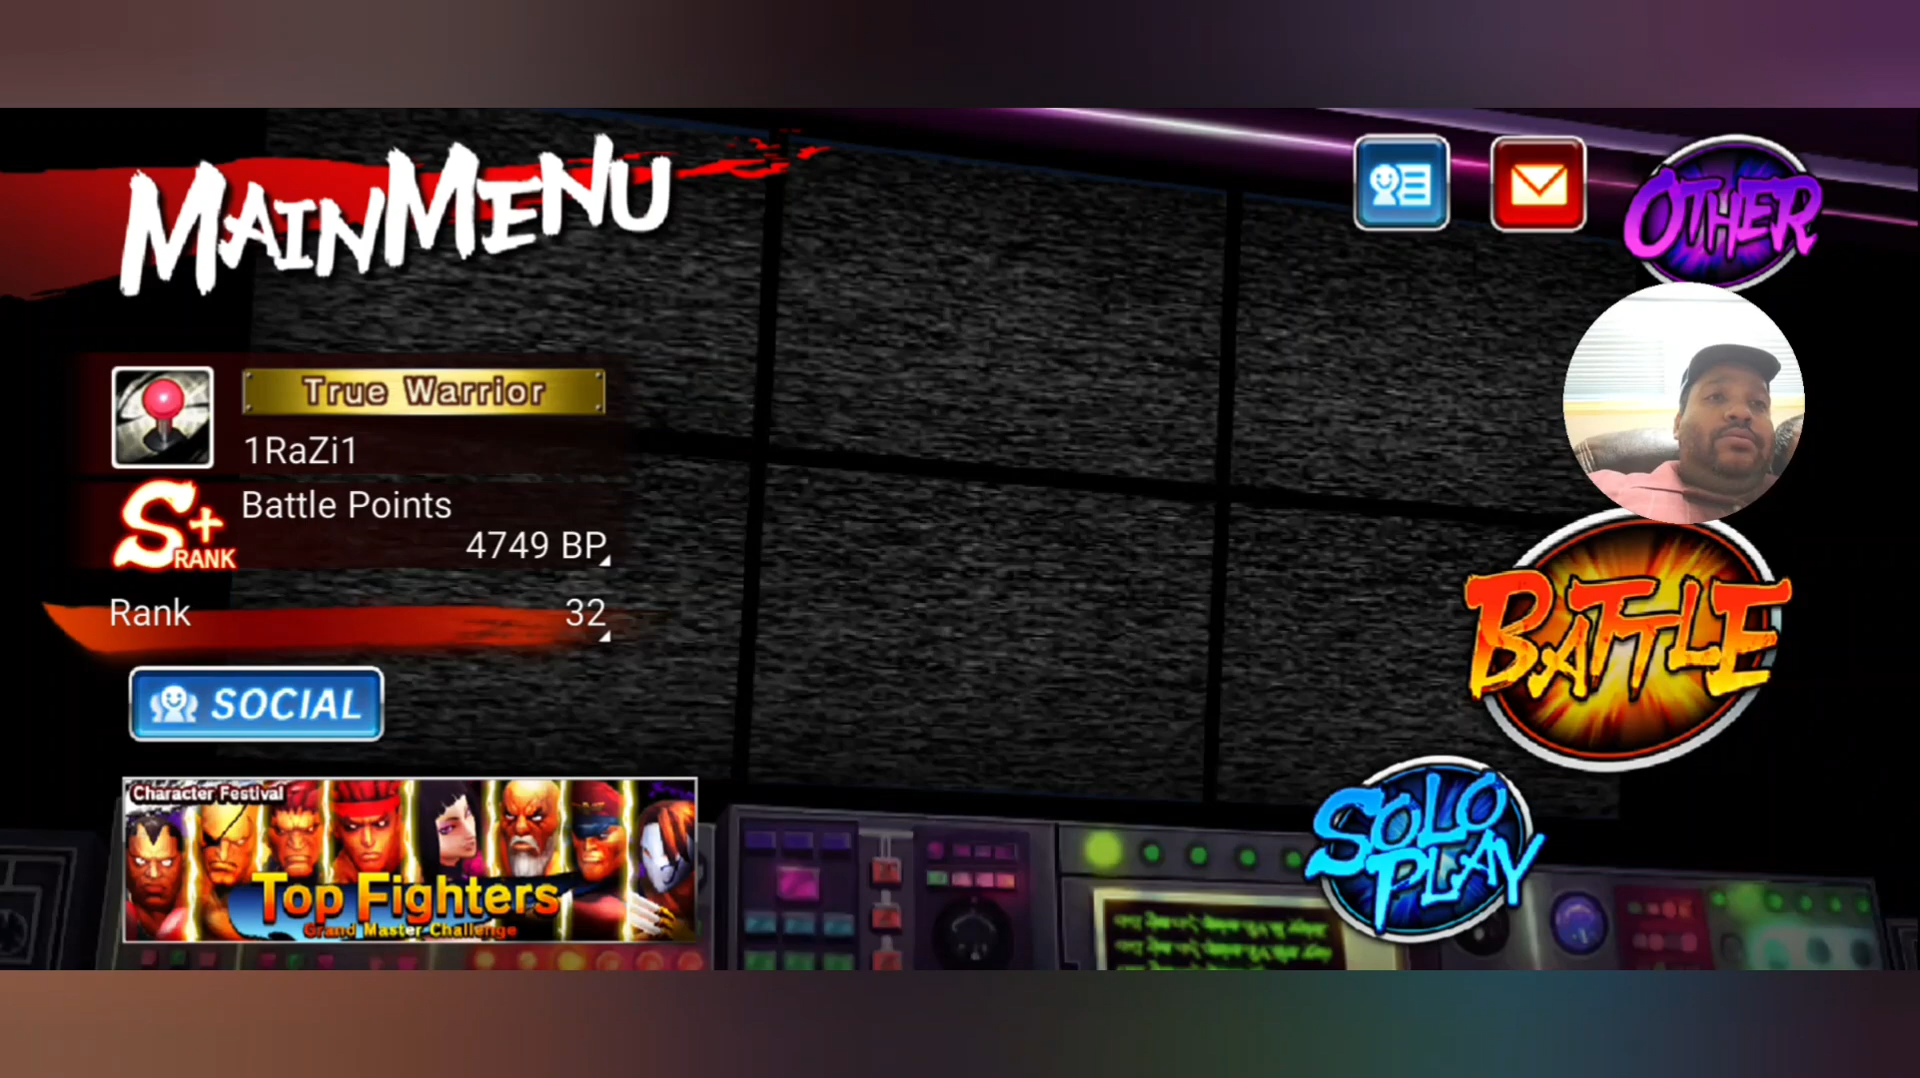 MAINMENU
OTHER
True Warrior
1RaZi1
S+ RANK
Battle Points
4749 BP
Rank 32
SOCIAL
BATTLE
SOLO
PLAY
Character Festival
Top Fighters
Grand Master Challenge